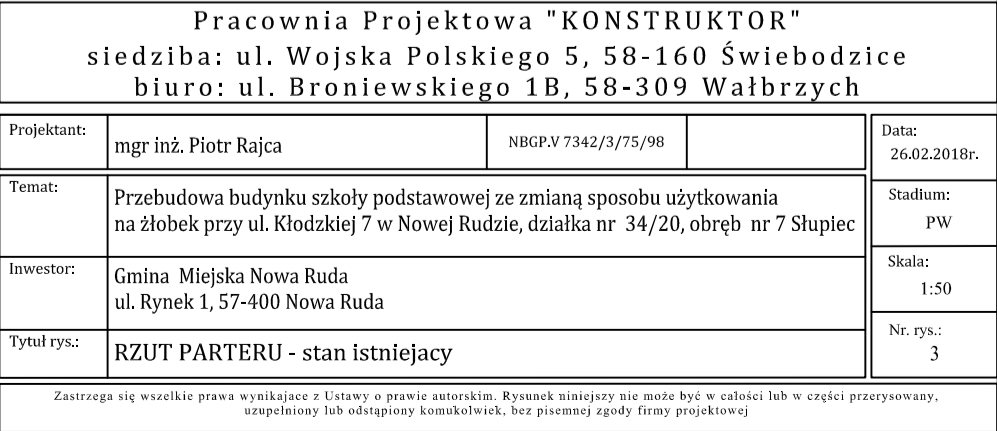 Pracownia Projektowa "KONSTRUKTOR"
siedziba: ul. Wojska Polskiego 5, 58-160 Świebodzice
biuro: ul. Broniewskiego 1B, 58-309 Wałbrzych
Projektant:
mgr inż. Piotr Rajca
NBGP.V 7342/3/75/98
Data:
26.02.2018r.
Temat:
Przebudowa budynku szkoły podstawowej ze zmianą sposobu użytkowania
na żłobek przy ul. Kłodzkiej 7 w Nowej Rudzie, działka nr 34/20, obręb nr 7 Słupiec
Stadium:
PW
Inwestor:
Gmina Miejska Nowa Ruda
ul. Rynek 1, 57-400 Nowa Ruda
Skala:
1:50
Tytuł rys.:
RZUT PARTERU - stan istniejacy
Nr. rys.:
3
Zastrzega się wszelkie prawa wynikajace z Ustawy o prawie autorskim. Rysunek niniejszy nie może być w całości lub w części przerysowany,
uzupełniony lub odstąpiony komukolwiek, bez pisemnej zgody firmy projektowej